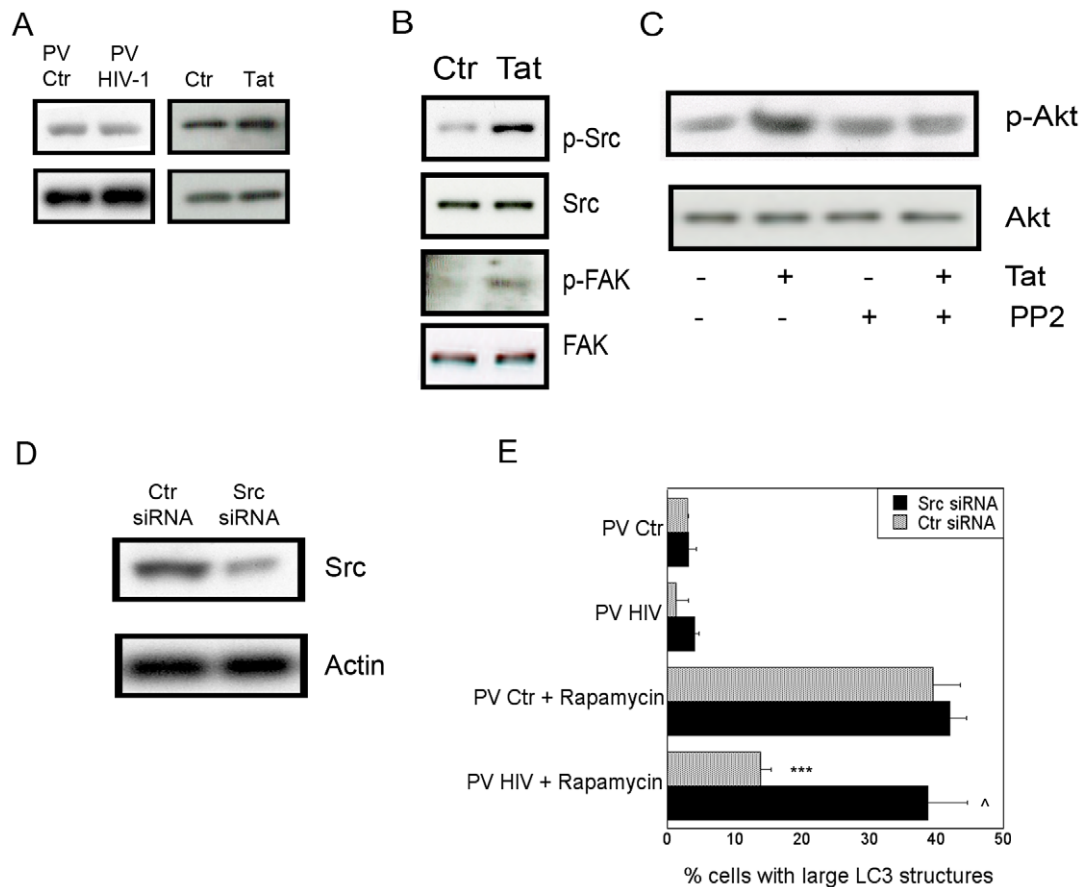 A
PV PV
Ctr HIV-1 Ctr Tat
B
Ctr Tat
p-Src
Src
p-FAK
FAK
C
p-Akt
Akt
- + - + Tat
- - + + PP2
D
Ctr Src
siRNA siRNA
Src
Actin
E
Src siRNA
Ctr siRNA
PV Ctr
PV HIV
PV Ctr + Rapamycin
PV HIV + Rapamycin
***
^
0 10 20 30 40 50
% cells with large LC3 structures